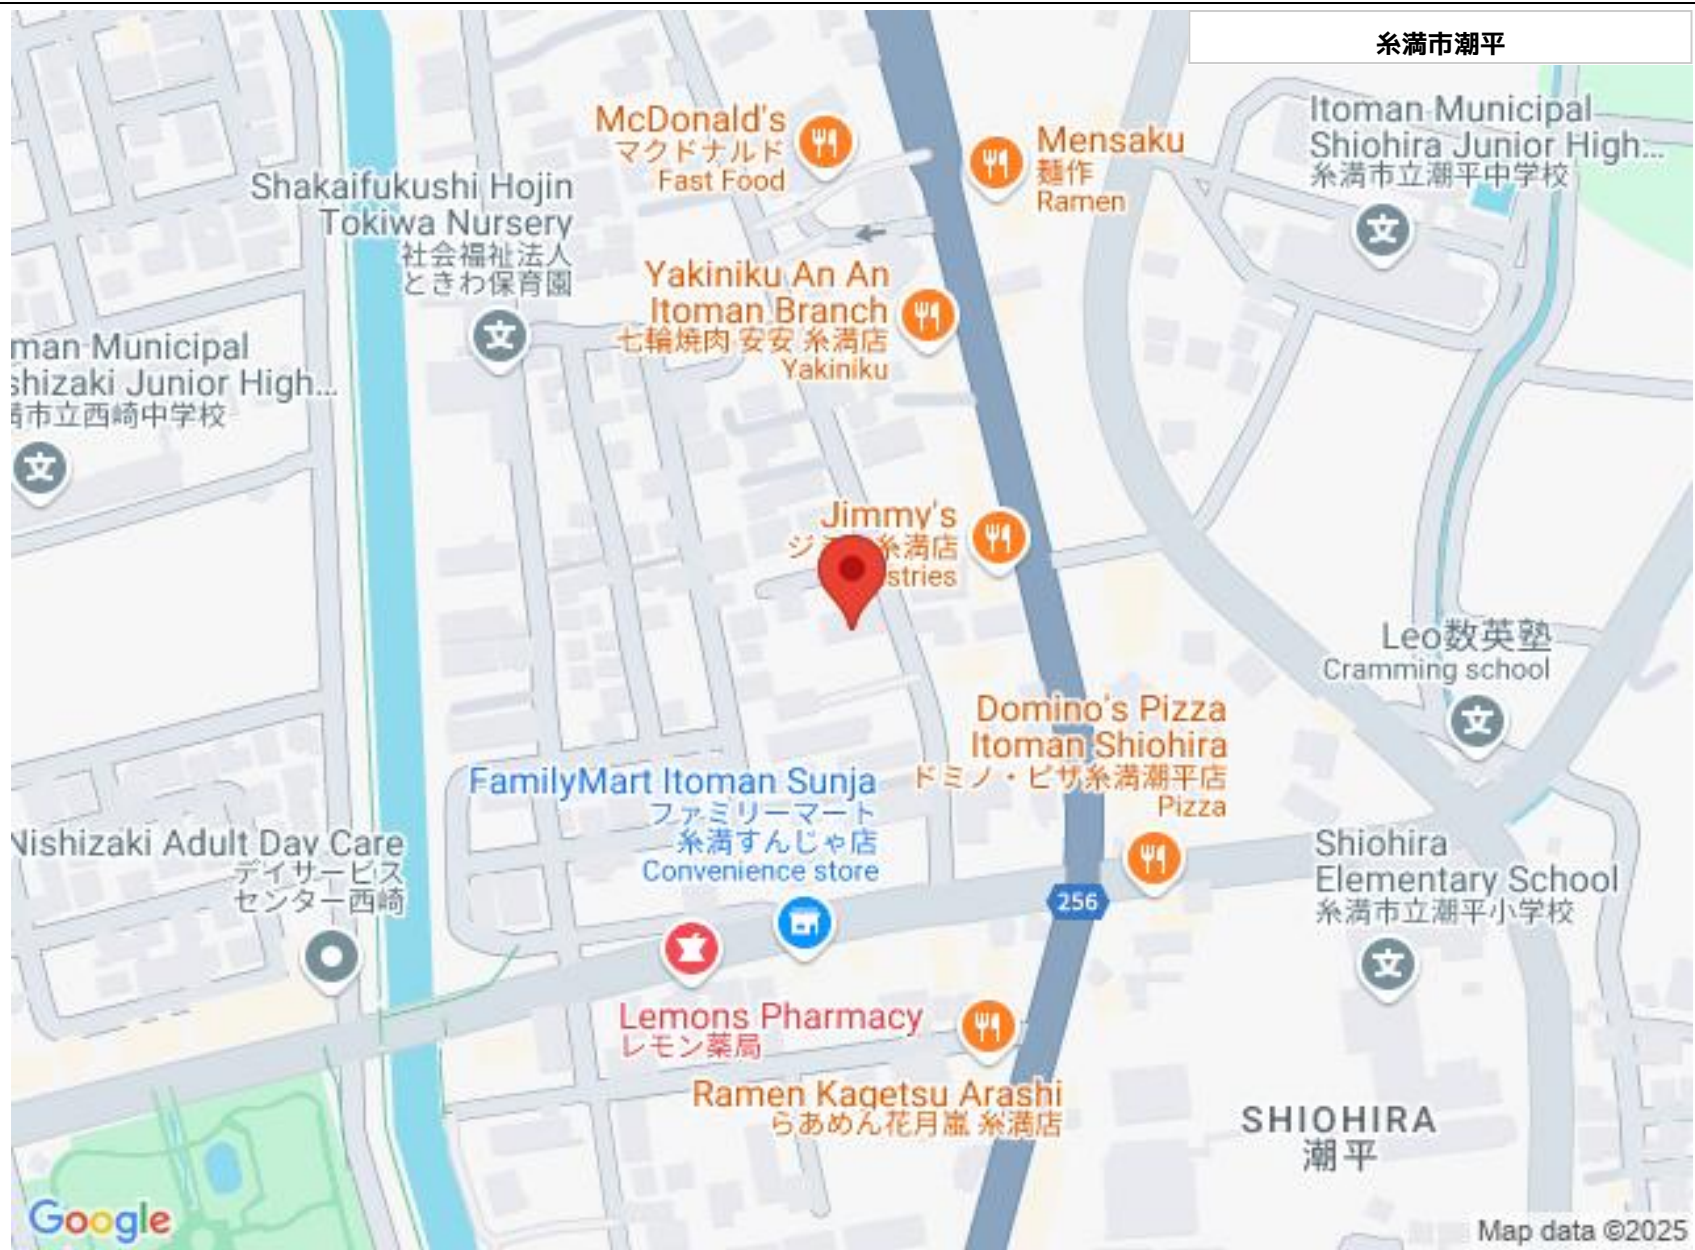 糸満市潮平
McDonald's
マクドナルド
Fast Food
Mensaku
麺作
Ramen
Itoman Municipal
Shiohira Junior High...
糸満市立潮平中学校
Shakaifukushi Hojin
Tokiwa Nursery
社会福祉法人
ときわ保育園
Yakiniku An An
Itoman Branch
七輪焼肉 安安 糸満店
Yakiniku
man Municipal
shizaki Junior High...
市立西崎中学校
Jimmy's
糸満店
stries
Leo数英塾
Cramming school
Domino's Pizza
Itoman Shiohira
ドミノ・ピザ糸満潮平店
Pizza
FamilyMart Itoman Sunja
ファミリーマート
糸満すんじゃ店
Convenience store
Nishizaki Adult Day Care
デイサービス
センター西崎
Shiohira
Elementary School
糸満市立潮平小学校
256
Lemons Pharmacy
レモン薬局
Ramen Kagetsu Arashi
らあめん花月嵐 糸満店
SHIOHIRA
潮平
Google
Map data ©2025